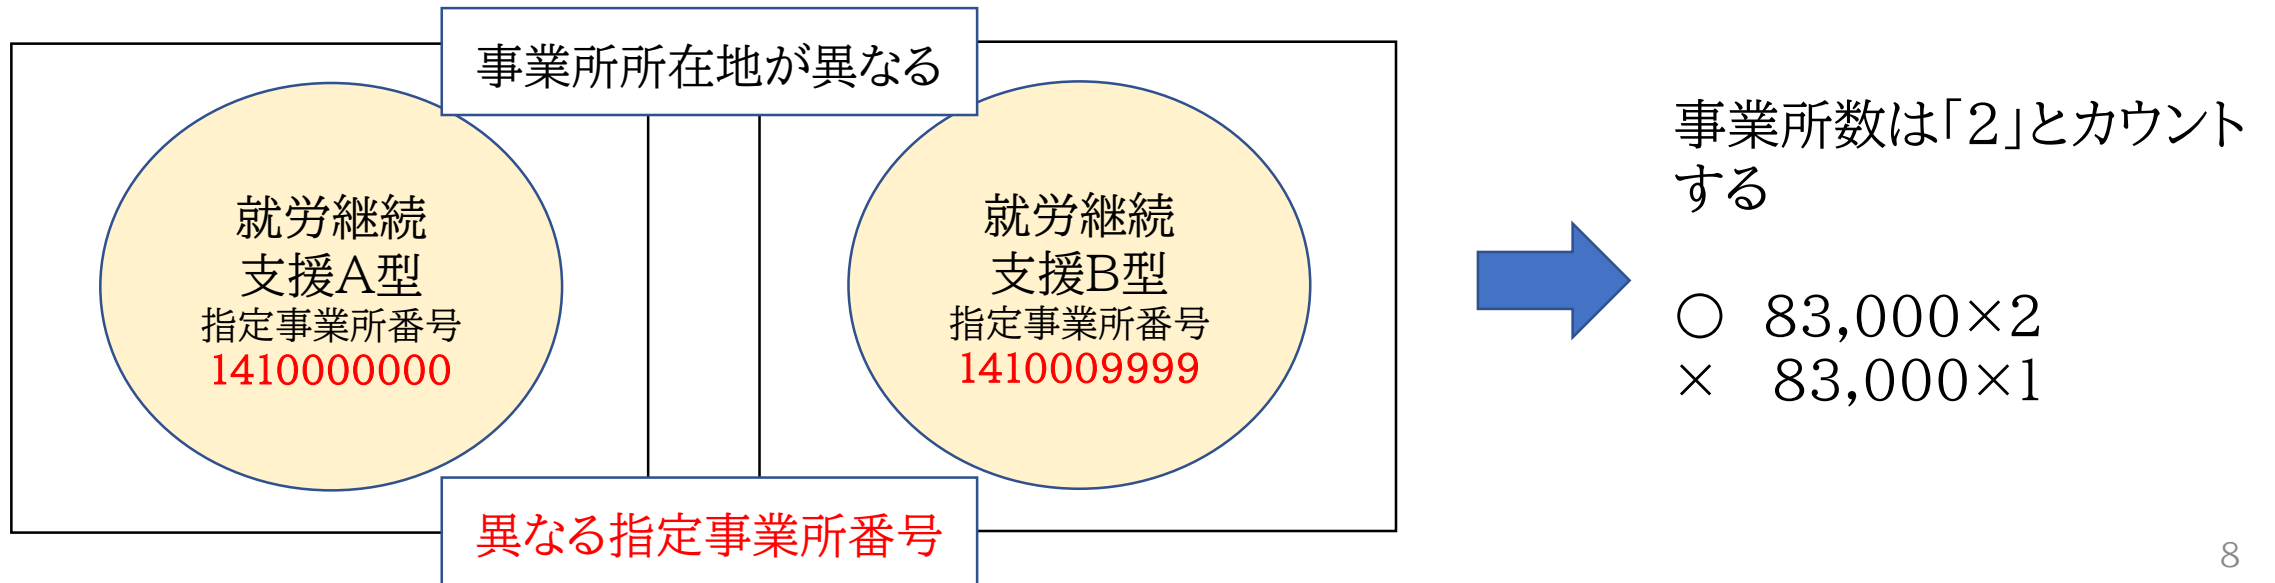 事業所所在地が異なる
就労継続
支援A型
指定事業所番号
1410000000
就労継続
支援B型
指定事業所番号
1410009999
異なる指定事業所番号
事業所数は「2」とカウント
する
○ 83,000×2
× 83,000×1
8